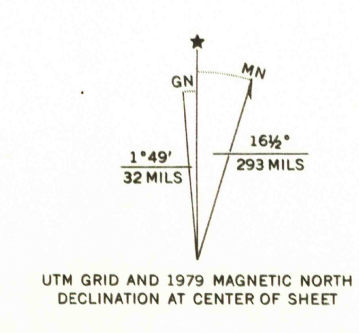 ★
GN
MN
1°49'
32 MILS
16½°
293 MILS
UTM GRID AND 1979 MAGNETIC NORTH
DECLINATION AT CENTER OF SHEET